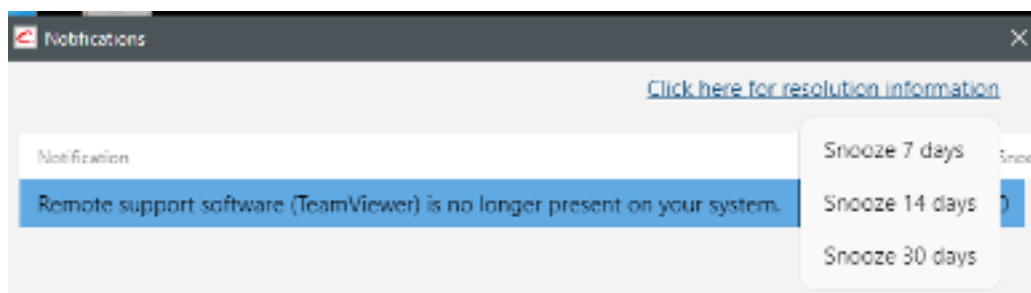 Notifications
Click here for resolution information
Notification
Snooze 7 days
Remote support software (TeamViewer) is no longer present on your system.
Snooze 14 days
Snooze 30 days